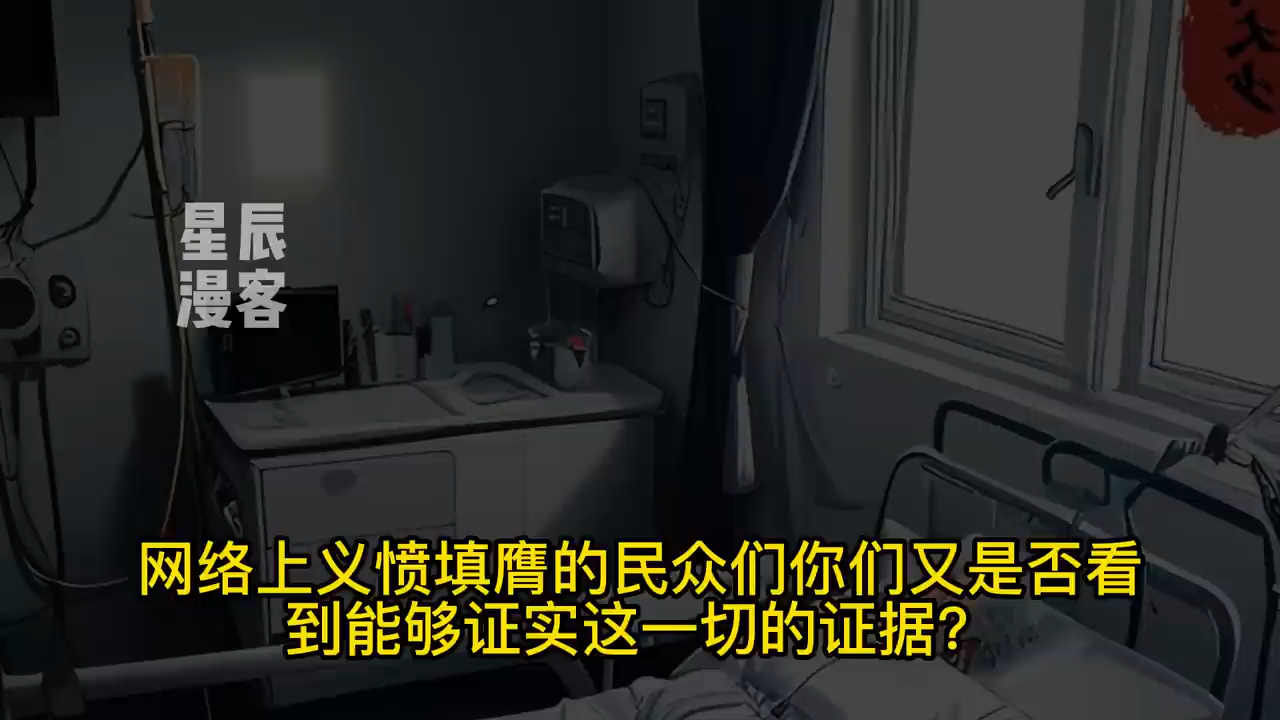 星辰
漫客
网络上义愤填膺的民众们你们又是否看
到能够证实这一切的证据?